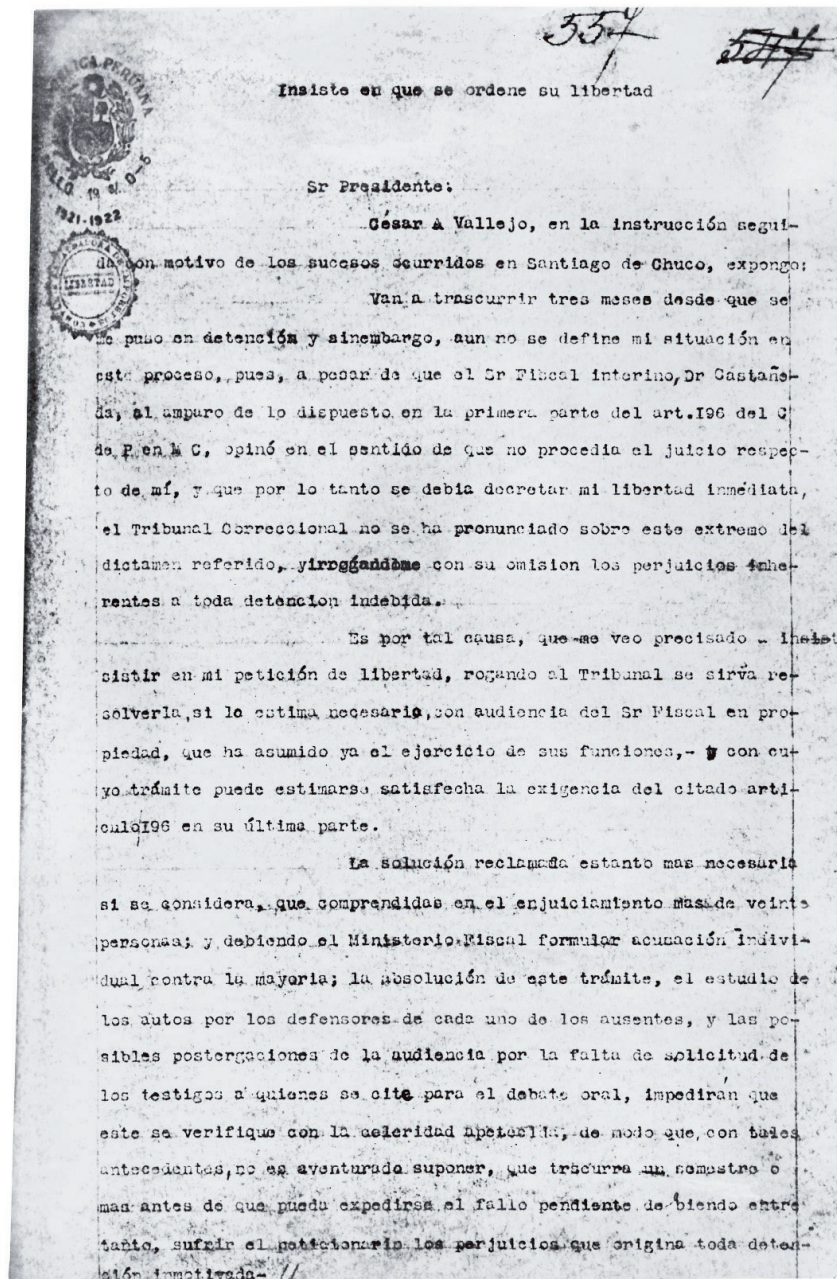 557
547
REPUBLICA PERUANA
SELLO
1921-1922
LIBERTAD
Insiste en que se ordene su libertad
Sr Presidente:
César A Vallejo, en la instrucción segui-
da con motivo de los sucesos ocurridos en Santiago de Chuco, expongo:
Van a trascurrir tres meses desde que se
me puso en detención y sinembargo, aun no se define mi situación en
este proceso, pues, a pesar de que el Sr Fiscal interino, Dr Castañe-
da, al amparo de lo dispuesto en la primera parte del art.I96 del C
de P en M C, opinó en el sentido de que no procedia el juicio respec-
to de mí, y que por lo tanto se debia decretar mi libertad inmediata,
el Tribunal Correccional no se ha pronunciado sobre este extremo del
dictamen referido, yirrogándome con su omision los perjuicios inhe-
rentes a toda detencion indebida.
Es por tal causa, que me veo precisado insist
sistir en mi petición de libertad, rogando al Tribunal se sirva re-
solverla, si lo estima necesario, con audiencia del Sr Fiscal en pro-
piedad, que ha asumido ya el ejercicio de sus funciones,- y con cu-
yo trámite puede estimarse satisfecha la exigencia del citado arti-
culoI96 en su última parte.
La solución reclamada estanto mas necesaria
si se considera, que comprendidas en el enjuiciamiento mas de veinte
personas; y debiendo el Ministerio Fiscal formular acusación indivi-
dual contra la mayoria; la absolución de este trámite, el estudio de
los autos por los defensores de cada uno de los ausentes, y las po-
sibles postergaciones de la audiencia por la falta de solicitud de
los testigos a quienes se cite para el debate oral, impedirán que
este se verifique con la celeridad apetecida, de modo que, con tales
antecedentes, no es aventurado suponer, que trascurra un semestre o
mas antes de que pueda expedirse el fallo pendiente de biendo entre
tanto, sufrir el peticionario los perjuicios que origina toda deten-
ción inmotivada- //